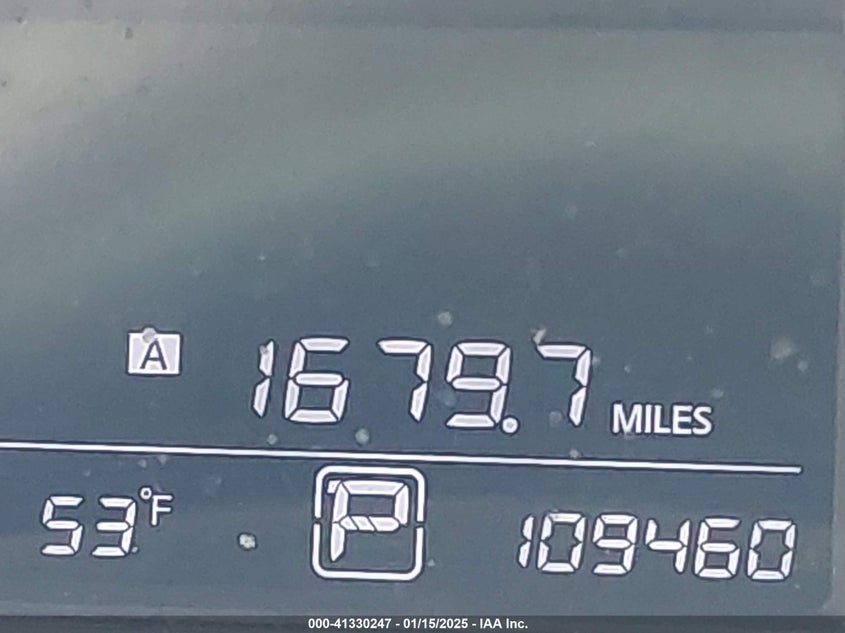 A 1679.7 MILES
53°F P 109460
000-41330247 - 01/15/2025 - IAA Inc.